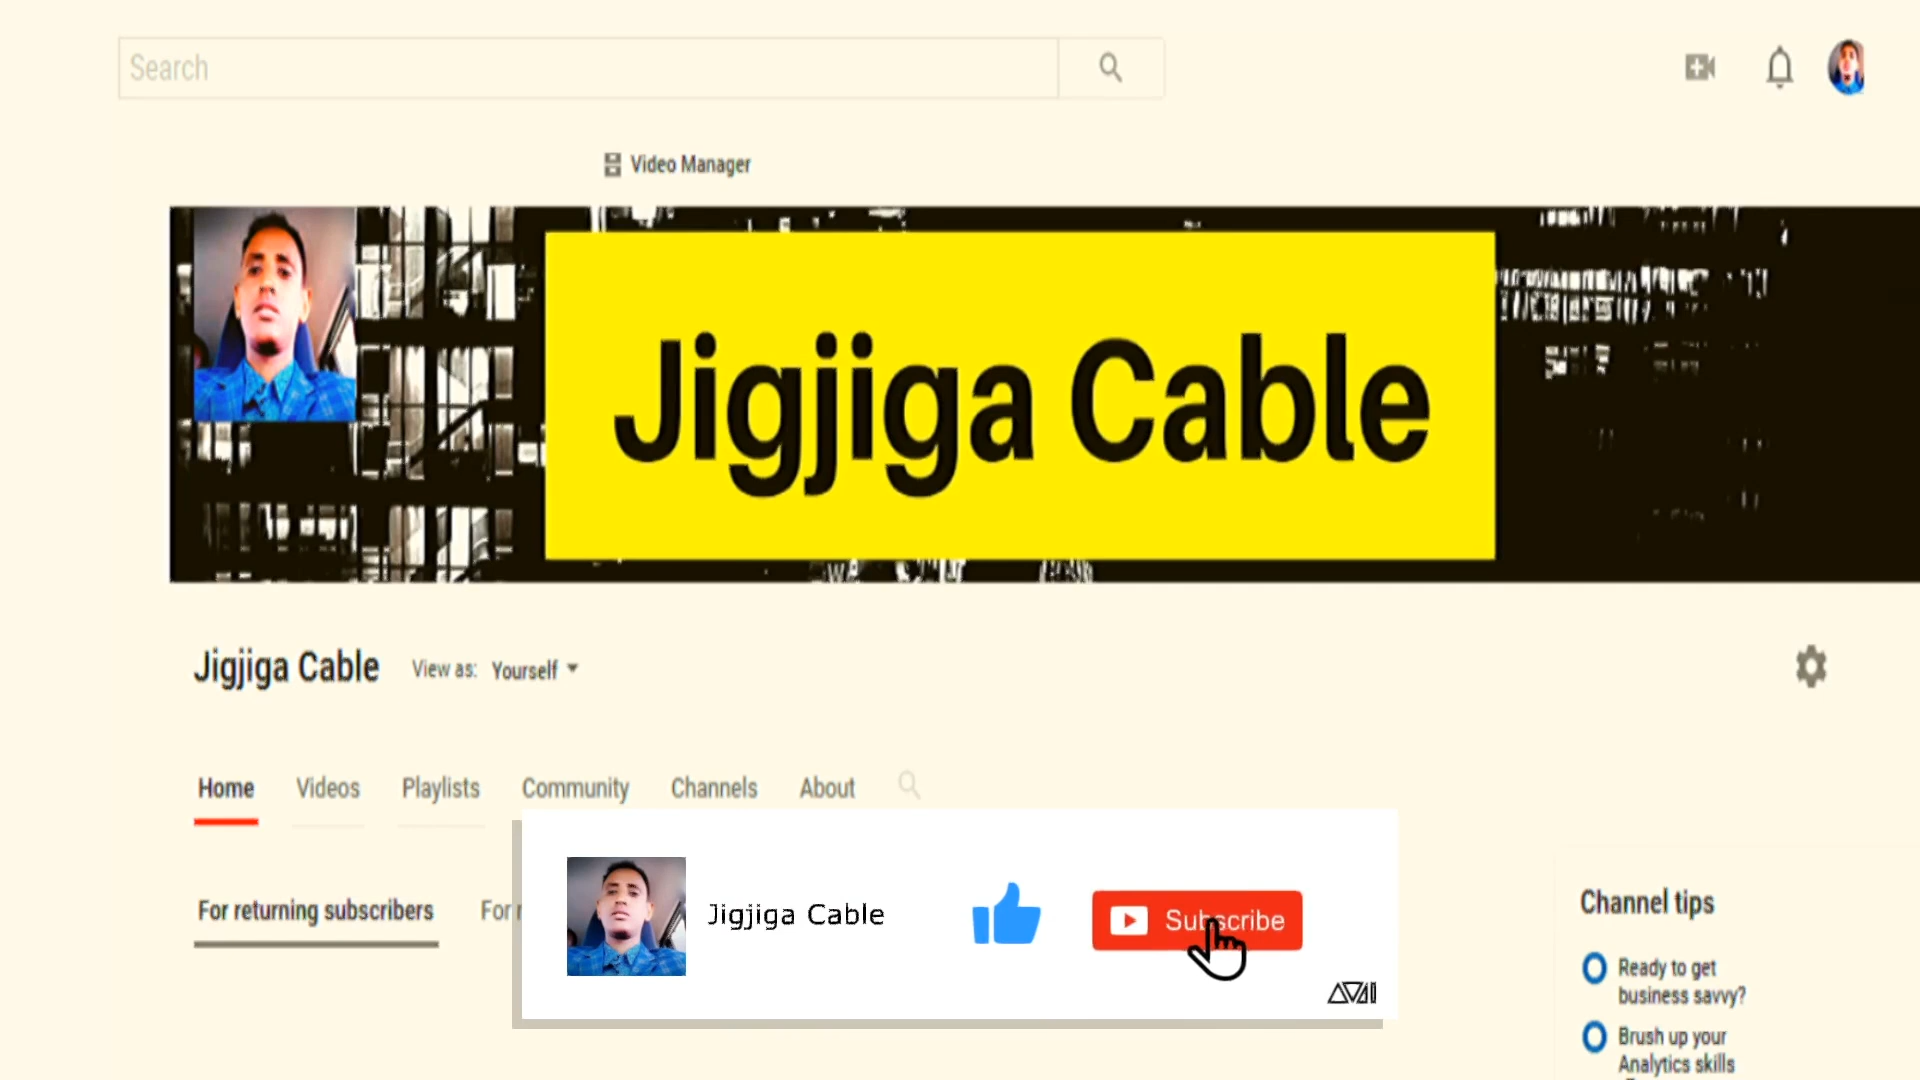 Search
Video Manager
Jigjiga Cable
Jigjiga Cable View as: Yourself
Home Videos Playlists Community Channels About
For returning subscribers For
Jigjiga Cable
Subscribe
Channel tips
Ready to get
business savvy?
Brush up your
Analytics skills